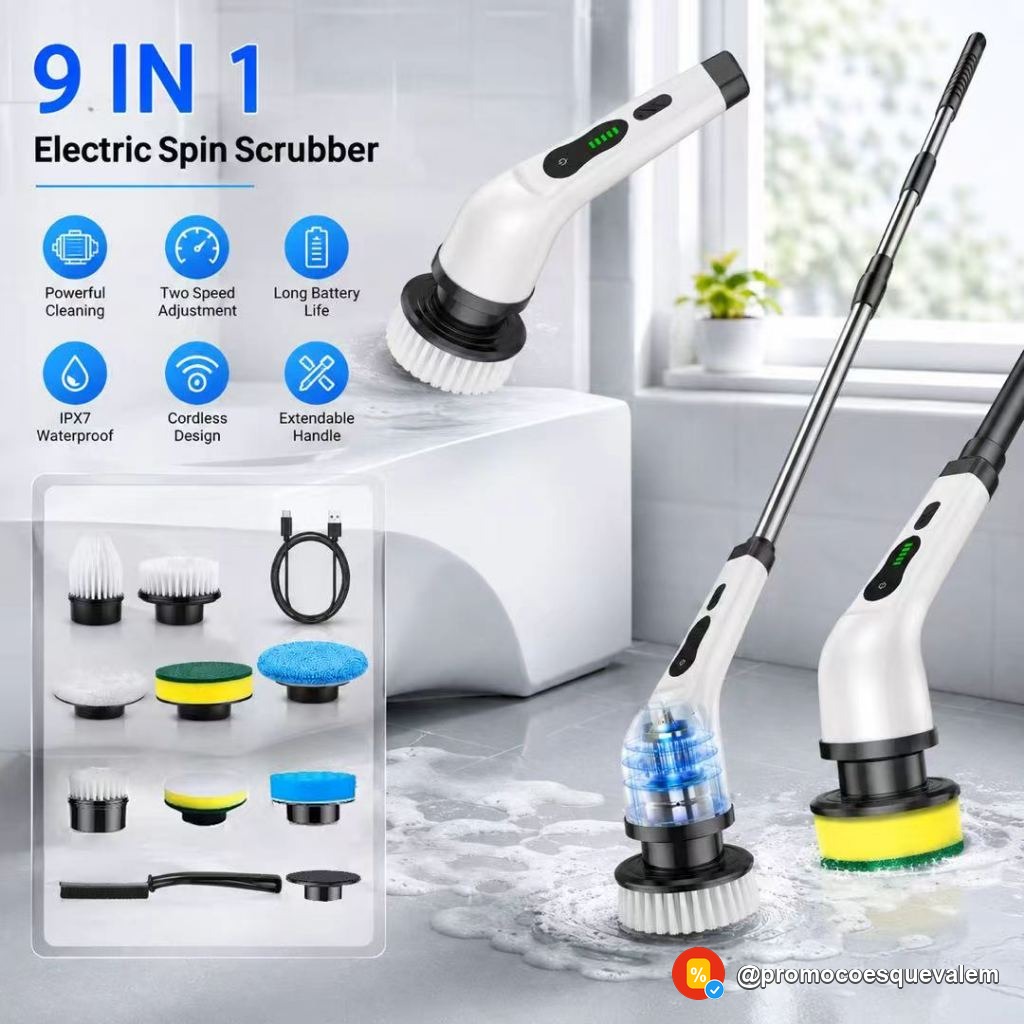 9 IN 1
Electric Spin Scrubber
Powerful
Cleaning
Two Speed
Adjustment
Long Battery
Life
IPX7
Waterproof
Cordless
Design
Extendable
Handle
%
@promocoesquevalem